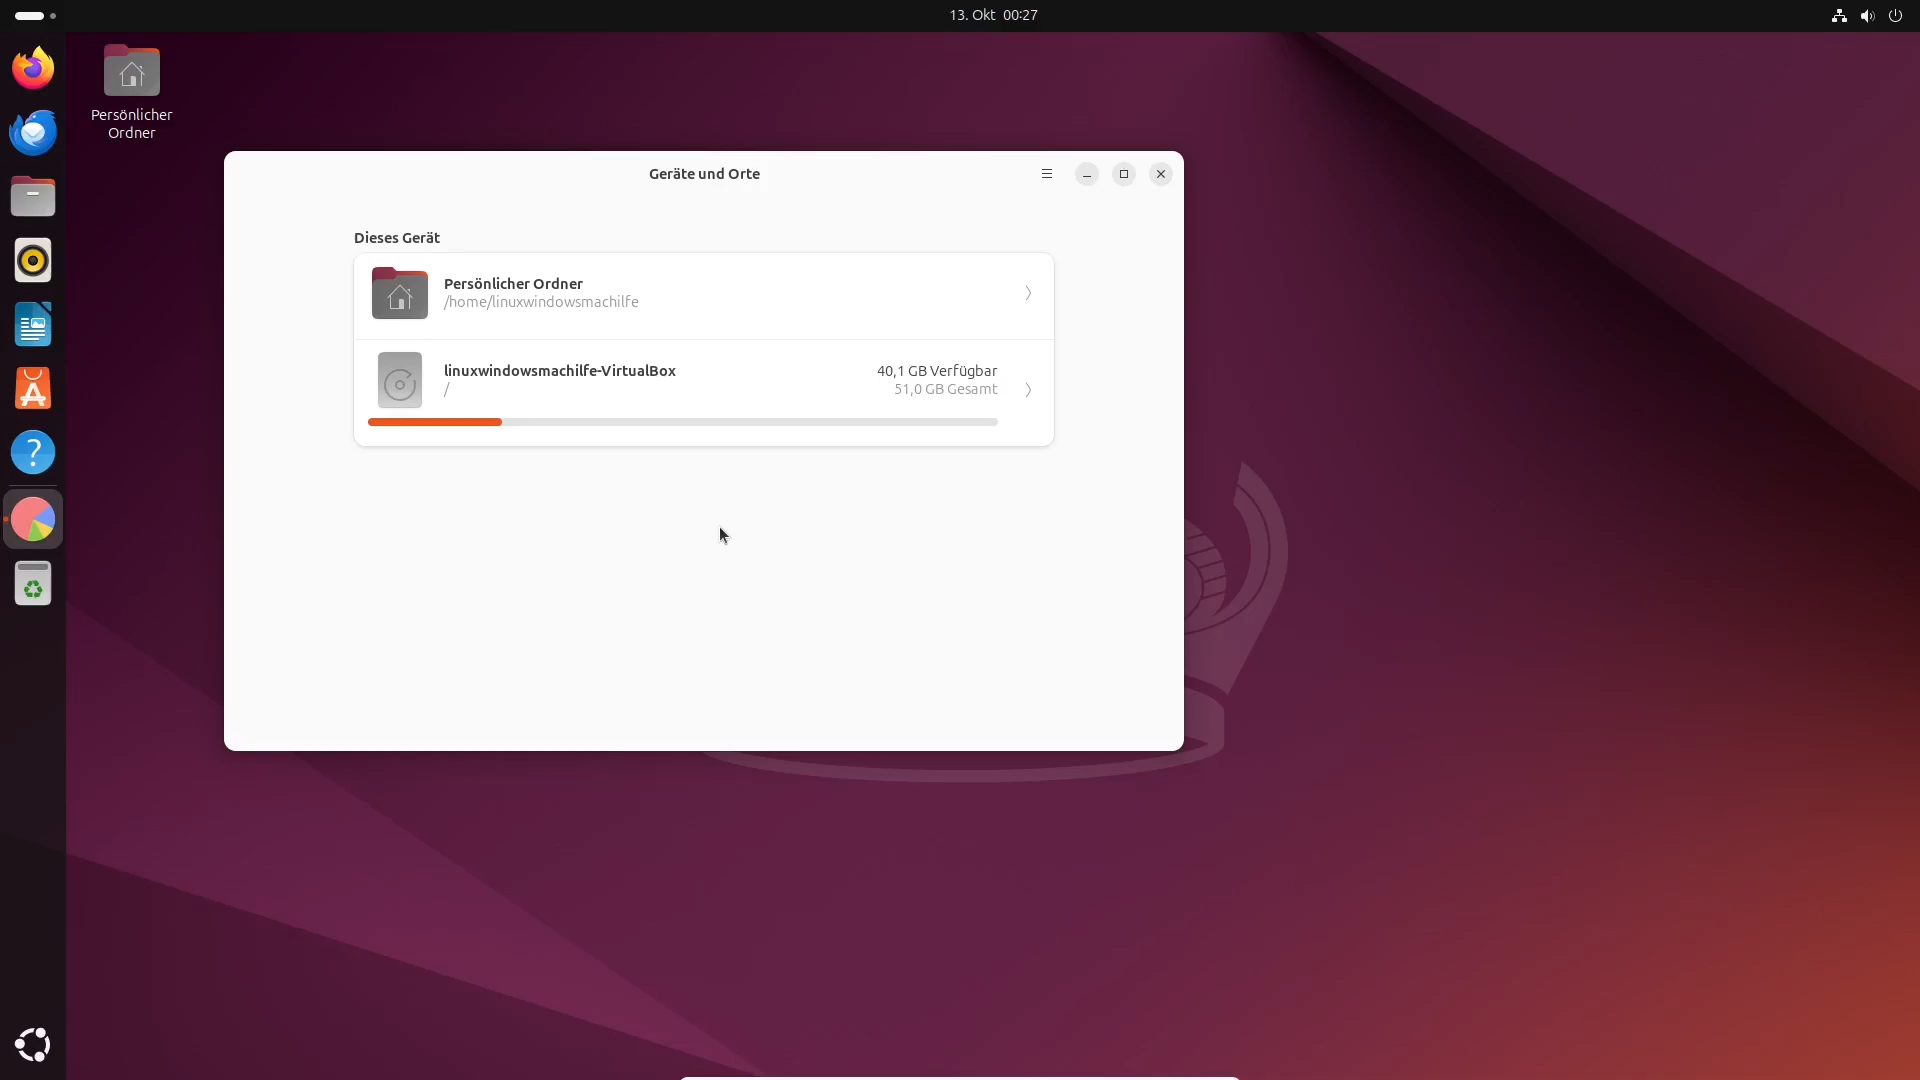 13. Okt 00:27
Persönlicher
Ordner
Geräte und Orte
Dieses Gerät
Persönlicher Ordner
/home/linuxwindowsmachilfe
linuxwindowsmachilfe-VirtualBox
40,1 GB Verfügbar
/
51,0 GB Gesamt